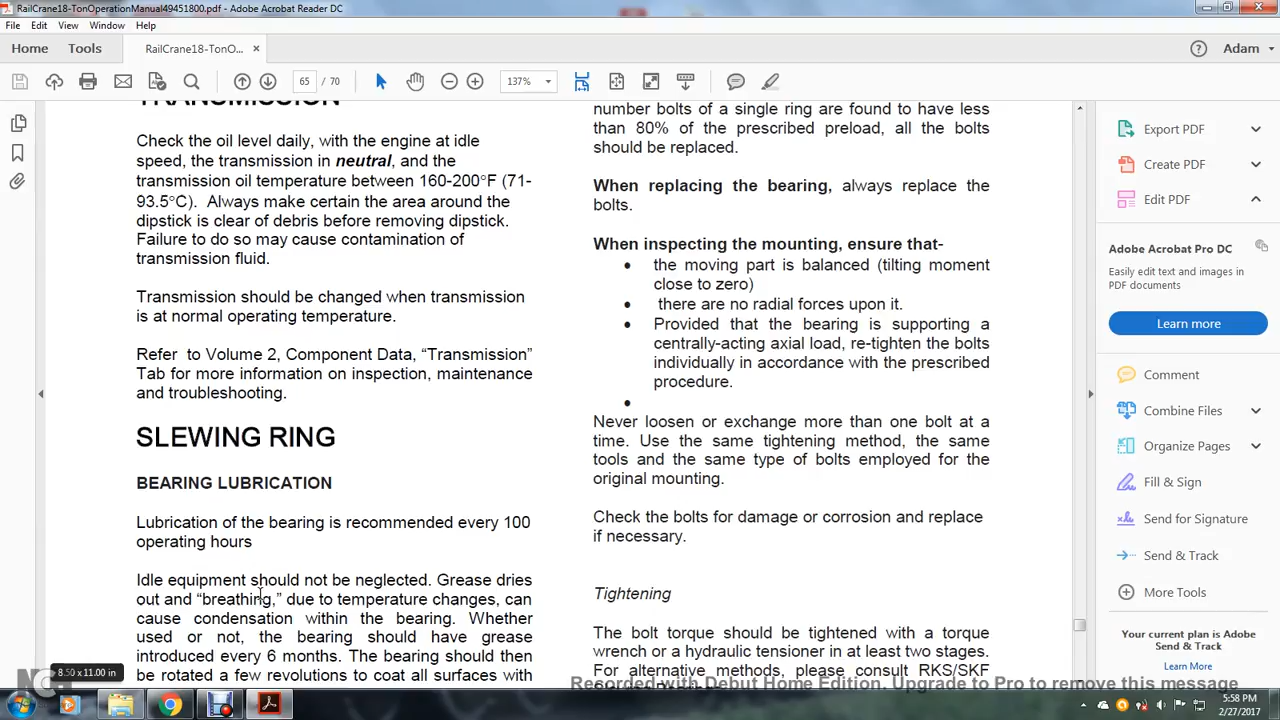 RailCrane18-TonOperationManual49451800.pdf - Adobe Acrobat Reader DC
File Edit View Window Help
Home Tools RailCrane18-TonO... × Adam
65 / 70 137%
TRANSMISSION
Check the oil level daily, with the engine at idle
speed, the transmission in neutral, and the
transmission oil temperature between 160-200°F (71-
93.5°C). Always make certain the area around the
dipstick is clear of debris before removing dipstick.
Failure to do so may cause contamination of
transmission fluid.
Transmission should be changed when transmission
is at normal operating temperature.
Refer to Volume 2, Component Data, “Transmission”
Tab for more information on inspection, maintenance
and troubleshooting.
SLEWING RING
BEARING LUBRICATION
Lubrication of the bearing is recommended every 100
operating hours
Idle equipment should not be neglected. Grease dries
out and “breathing,” due to temperature changes, can
cause condensation within the bearing. Whether
used or not, the bearing should have grease
introduced every 6 months. The bearing should then
be rotated a few revolutions to coat all surfaces with
number bolts of a single ring are found to have less
than 80% of the prescribed preload, all the bolts
should be replaced.
When replacing the bearing, always replace the
bolts.
When inspecting the mounting, ensure that-
• the moving part is balanced (tilting moment
close to zero)
• there are no radial forces upon it.
• Provided that the bearing is supporting a
centrally-acting axial load, re-tighten the bolts
individually in accordance with the prescribed
procedure.
•
Never loosen or exchange more than one bolt at a
time. Use the same tightening method, the same
tools and the same type of bolts employed for the
original mounting.
Check the bolts for damage or corrosion and replace
if necessary.
Tightening
The bolt torque should be tightened with a torque
wrench or a hydraulic tensioner in at least two stages.
For alternative methods, please consult RKS/SKF
Export PDF
Create PDF
Edit PDF
Adobe Acrobat Pro DC
Easily edit text and images in
PDF documents
Learn more
Comment
Combine Files
Organize Pages
Fill & Sign
Send for Signature
Send & Track
More Tools
Your current plan is Adobe
Send & Track
Learn More
8.50 x 11.00 in
Recorded with Debut Home Edition. Upgrade to Pro to remove this message
5:58 PM
2/27/2017